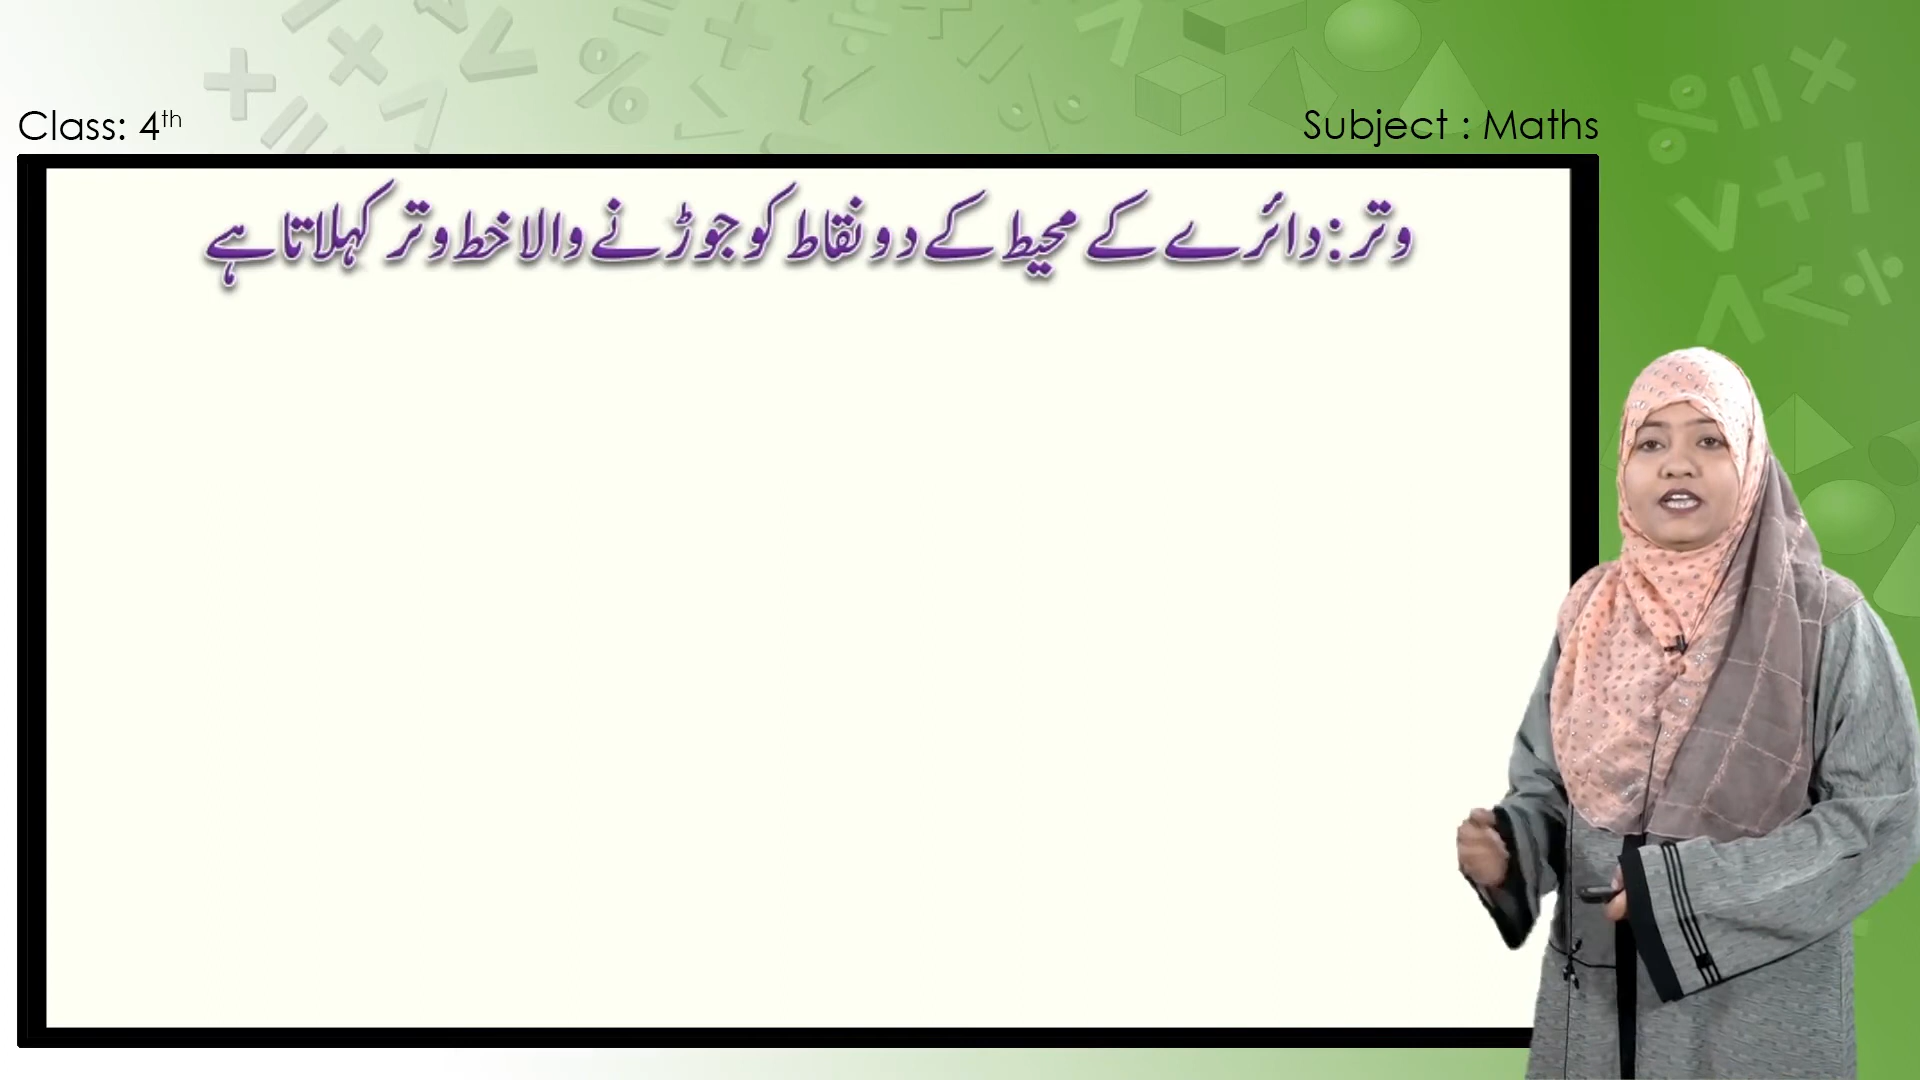 Class: 4th
Subject : Maths
وتر: دائرے کے محیط کے دو نقاط کو جوڑنے والا خط وتر کہلاتا ہے